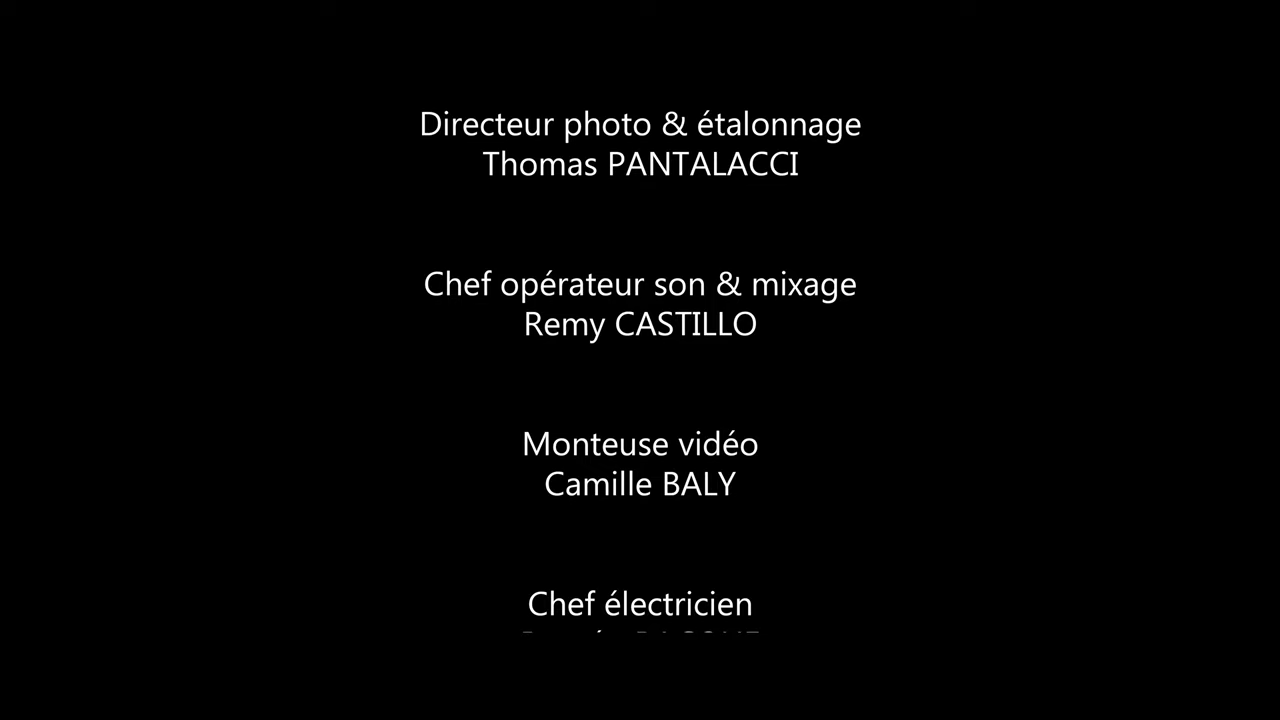 Directeur photo & étalonnage
Thomas PANTALACCI
Chef opérateur son & mixage
Remy CASTILLO
Monteuse vidéo
Camille BALY
Chef électricien